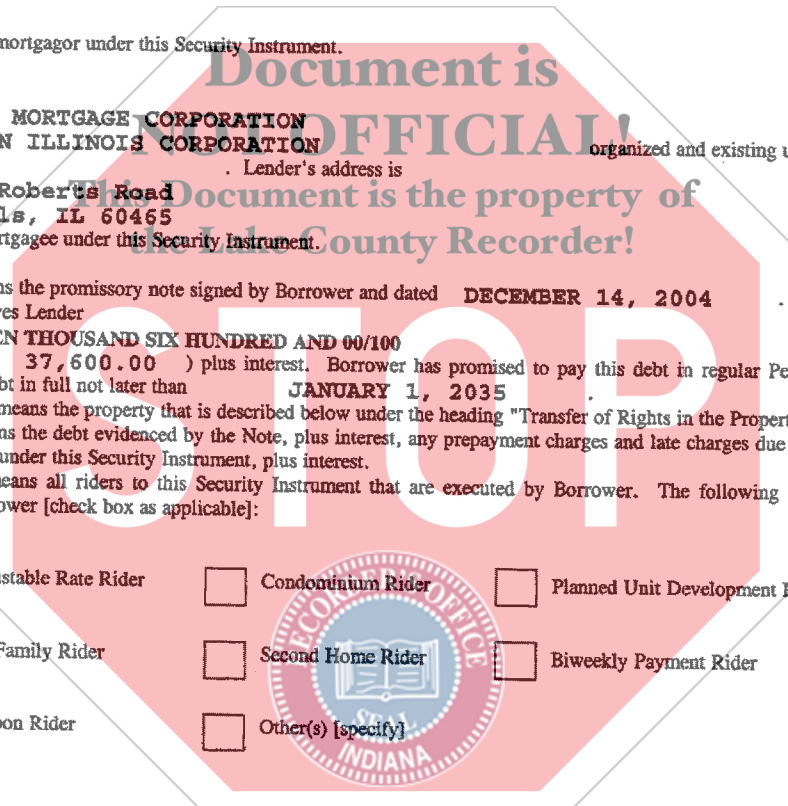 mortgagor under this Security Instrument.
Document is
MORTGAGE CORPORATION
N ILLINOIS CORPORATION
NOT OFFICIAL!
organized and existing u
. Lender's address is
Roberts Road
This Document is the property of
ls, IL 60465
rtgagee under this Security Instrument.
the Lake County Recorder!
ns the promissory note signed by Borrower and dated DECEMBER 14, 2004 .
es Lender
EN THOUSAND SIX HUNDRED AND 00/100
37,600.00 ) plus interest. Borrower has promised to pay this debt in regular Pe
bt in full not later than JANUARY 1, 2035 .
means the property that is described below under the heading "Transfer of Rights in the Propert
ns the debt evidenced by the Note, plus interest, any prepayment charges and late charges due
under this Security Instrument, plus interest.
eans all riders to this Security Instrument that are executed by Borrower. The following
ower [check box as applicable]:
STOP
ustable Rate Rider Condominium Rider Planned Unit Development
Family Rider Second Home Rider Biweekly Payment Rider
oon Rider Other(s) [specify]
RECORDER'S OFFICE
SEAL
INDIANA